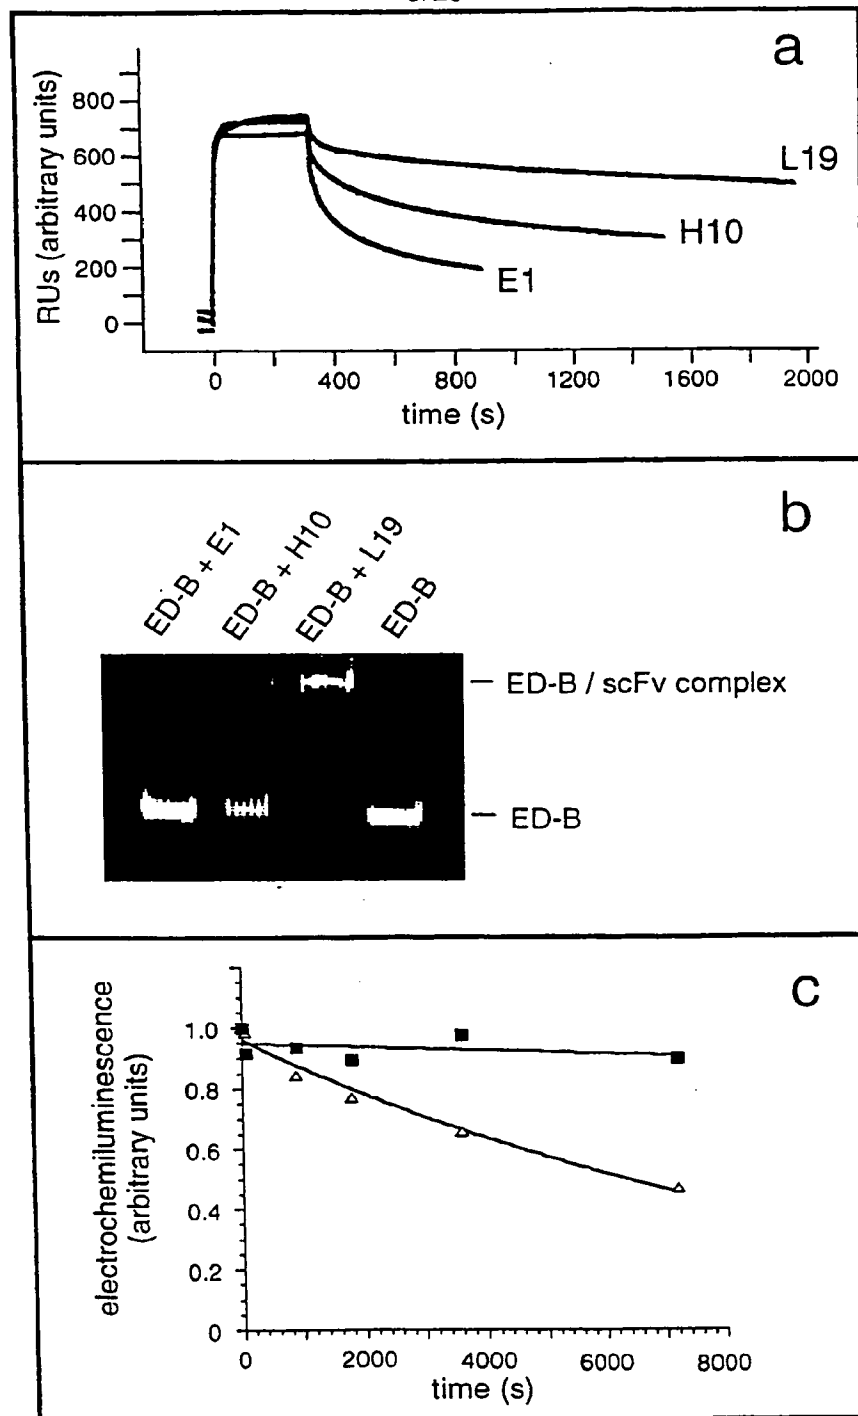 a
RUs (arbitrary units)
800
600
400
200
0
L19
H10
E1
0 400 800 1200 1600 2000
time (s)
b
ED-B + E1
ED-B + H10
ED-B + L19
ED-B
ED-B / scFv complex
ED-B
c
electrochemiluminescence
(arbitrary units)
1.0
0.8
0.6
0.4
0.2
0
0 2000 4000 6000 8000
time (s)